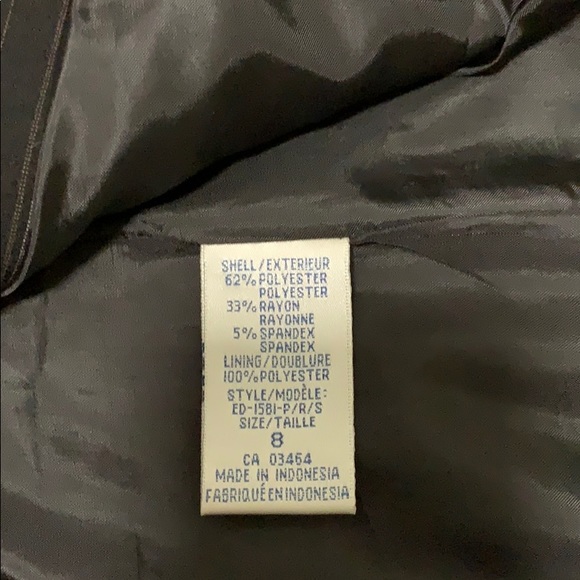 SHELL/EXTERIEUR
62% POLYESTER
POLYESTER
33% RAYON
RAYONNE
5% SPANDEX
SPANDEX
LINING/DOUBLURE
100% POLYESTER
STYLE/MODÈLE:
ED-1581-P/R/S
SIZE/TAILLE
8
CA 03464
MADE IN INDONESIA
FABRIQUÉ EN INDONESIA